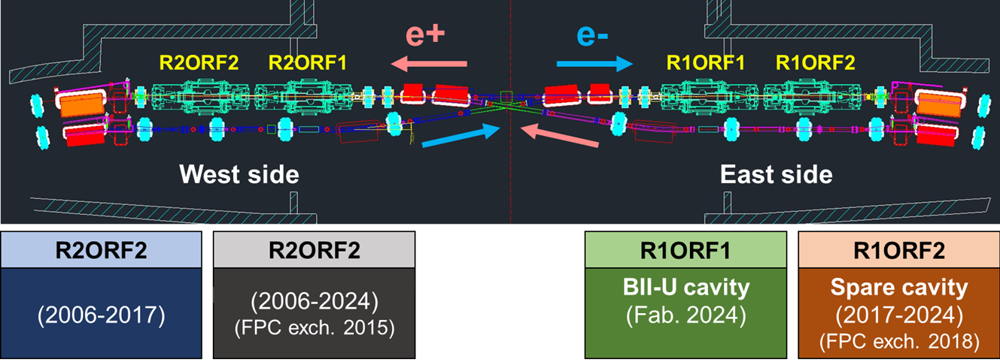 e+
e-
R2ORF2
R2ORF1
R1ORF1
R1ORF2
West side
East side
R2ORF2
(2006-2017)
R2ORF2
(2006-2024)
(FPC exch. 2015)
R1ORF1
BII-U cavity
(Fab. 2024)
R1ORF2
Spare cavity
(2017-2024)
(FPC exch. 2018)